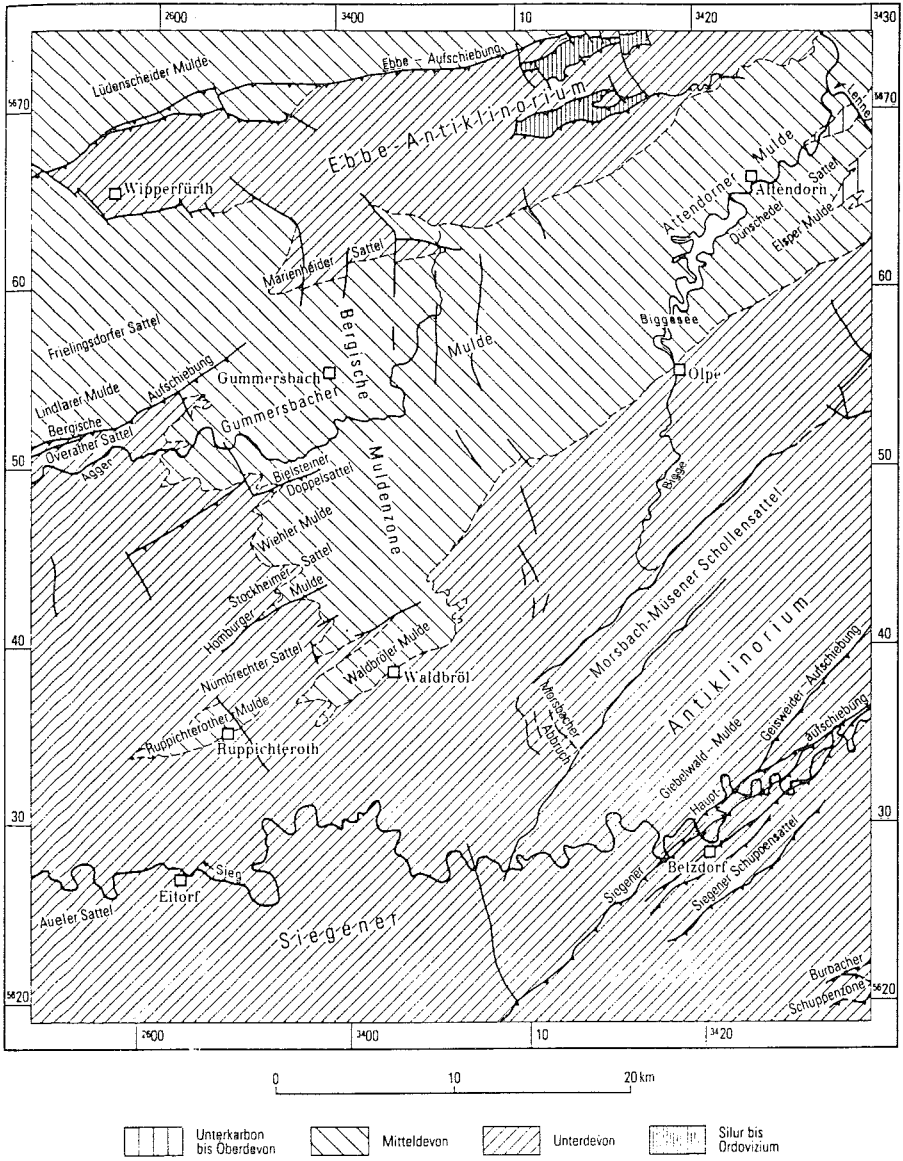 2600
3400
10
3420
3430
5670
60
50
40
30
5620
5670
60
50
40
30
5620
Lüdenscheider Mulde
Ebbe - Aufschiebung
Ebbe-Antiklinorium
Lenne
Wipperfürth
Attendorner Mulde
Attendorn
Dünscheder Sattel
Elsper Mulde
Marienheider Sattel
Biggesee
Frielingsdorfer Sattel
Bergische Muldenzone
Gummersbach
Gummersbacher Mulde
Olpe
Lindlarer Mulde
Bergische Aufschiebung
Overather Sattel
Agger
Bielsteiner
Doppelsattel
Bigge
Wiehler Mulde
Stockheimer Sattel
Homburger Mulde
Morsbach-Müsener Schollensattel
Nümbrechter Sattel
Waldbröler Mulde
Waldbröl
Ruppichterother Mulde
Ruppichteroth
Morsbacher
Abbruch
Siegener Antiklinorium
Giebelwald - Mulde
Geisweider - Aufschiebung
Siegener Haupt- aufschiebung
Betzdorf
Siegener Schuppensattel
Sieg
Eitorf
Aueler Sattel
Burbacher
Schuppenzone
2600
3400
10
3420
0 10 20 km
Unterkarbon
bis Oberdevon
Mitteldevon
Unterdevon
Silur bis
Ordovizium